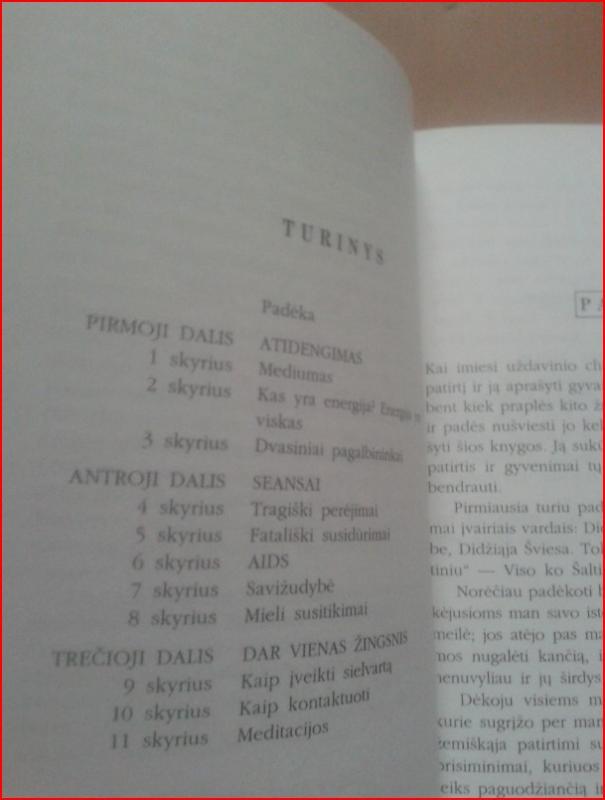 TURINYS
Padėka
PIRMOJI DALIS ATIDENGIMAS
1 skyrius Mediumas
2 skyrius Kas yra energija? Energija
viskas
3 skyrius Dvasiniai pagalbininkai
ANTROJI DALIS SEANSAI
4 skyrius Tragiški perėjimai
5 skyrius Fatališki susidūrimai
6 skyrius AIDS
7 skyrius Savižudybė
8 skyrius Mieli susitikimai
TREČIOJI DALIS DAR VIENAS ŽINGSNIS
9 skyrius Kaip įveikti sielvartą
10 skyrius Kaip kontaktuoti
11 skyrius Meditacijos
Kai imiesi uždavinio
patirtį ir ją aprašyti
bent kiek praplės kito
ir padės nušviesti jo
šyti šios knygos. Ją
patirtis ir gyvenimai
bendrauti.
Pirmiausia turiu
mai įvairiais vardais:
be, Didžiąja Šviesa.
tiniu“ — Viso ko
Norėčiau padėkoti
kėjusioms man savo
meilė; jos atėjo pas
mos nugalėti kančią,
nenuvyliau ir jų
Dėkoju visiems
kurie sugrįžo per
žemiškąja patirtimi
prisiminimai, kuriuos
eiks paguodžiančią